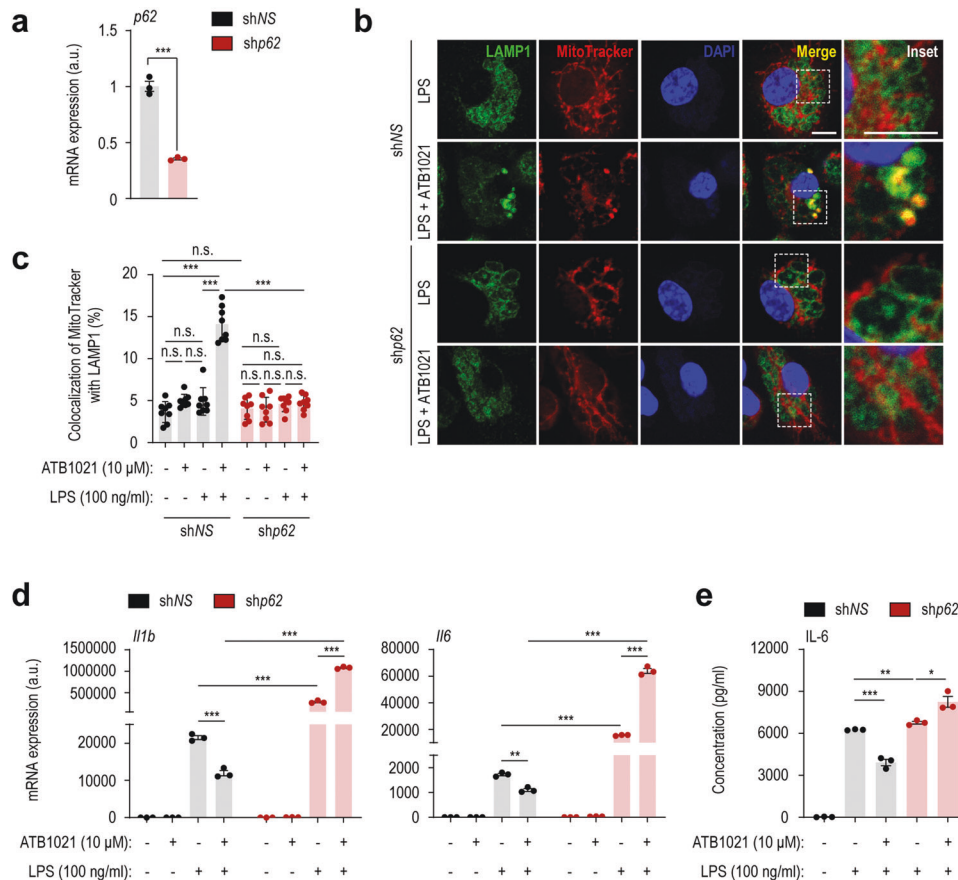 a
p62
shNS
shp62
mRNA expression (a.u.)
1.5
1
0.5
0
***
b
LAMP1 MitoTracker DAPI Merge Inset
shNS
LPS
LPS + ATB1021
shp62
LPS
LPS + ATB1021
c
Colocalization of MitoTracker
with LAMP1 (%)
20
15
10
5
0
n.s.
***
*** ***
n.s. n.s.
n.s. n.s.
n.s. n.s. n.s. n.s. n.s.
ATB1021 (10 µM): - + - + - + - +
LPS (100 ng/ml): - - + + - - + +
shNS shp62
d
shNS shp62
Il1b
mRNA expression (a.u.)
1500000
1000000
500000
20000
10000
0
***
***
***
***
ATB1021 (10 µM): - + - + - + - +
LPS (100 ng/ml): - - + + - - + +
Il6
80000
60000
40000
20000
2000
1000
0
***
***
***
**
- + - + - + - +
- - + + - - + +
e
shNS shp62
IL-6
Concentration (pg/ml)
12000
9000
6000
3000
0
** *
***
ATB1021 (10 µM): - - + - +
LPS (100 ng/ml): - + + + +